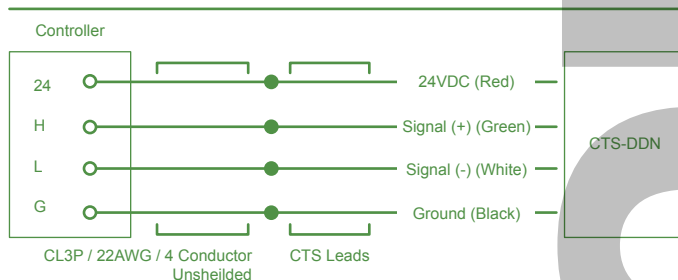 Controller
24
24VDC (Red)
H
Signal (+) (Green)
CTS-DDN
L
Signal (-) (White)
G
Ground (Black)
CL3P / 22AWG / 4 Conductor
Unsheilded
CTS Leads